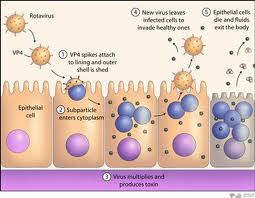 Rotavirus
VP4
1 VP4 spikes attach
to lining and outer
shell is shed
4 New virus leaves
infected cells to
invade healthy ones
5 Epithelial cells
die and fluids
exit the body
Epithelial
cell
2 Subparticle
enters cytoplasm
3 Virus multiplies and
produces toxin